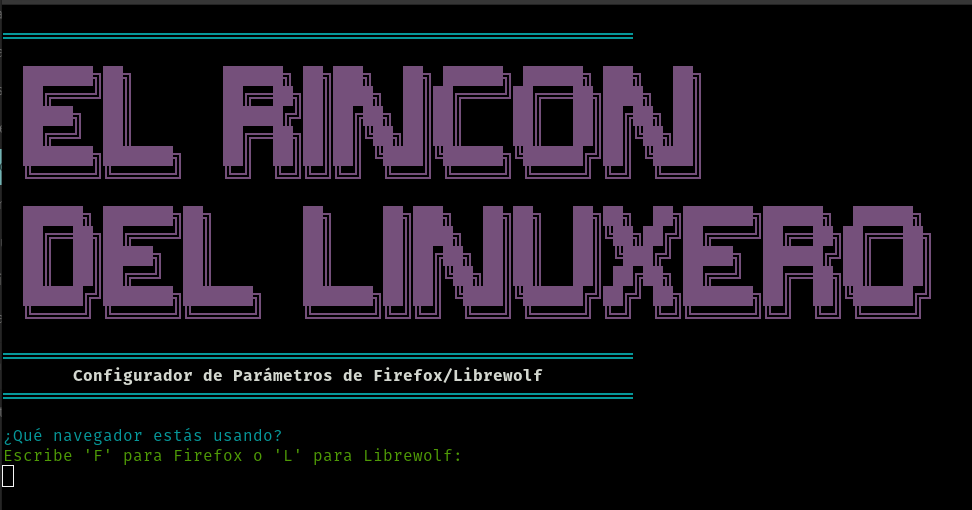 EL RINCON
DEL LINUXERO
Configurador de Parámetros de Firefox/Librewolf
¿Qué navegador estás usando?
Escribe 'F' para Firefox o 'L' para Librewolf: